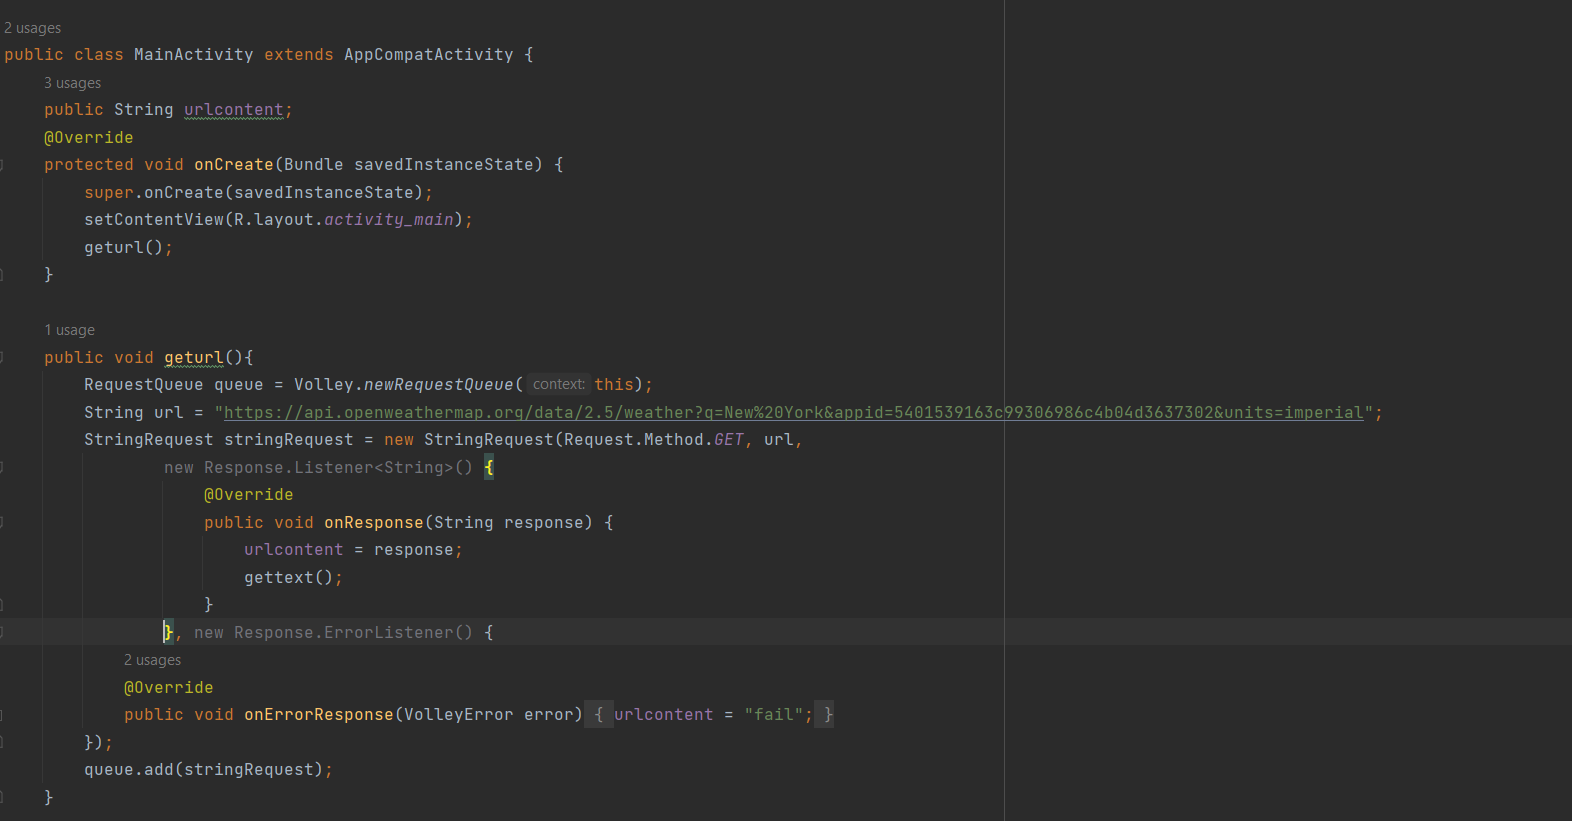 2 usages
public class MainActivity extends AppCompatActivity {
3 usages
public String urlcontent;
@Override
protected void onCreate(Bundle savedInstanceState) {
super.onCreate(savedInstanceState);
setContentView(R.layout.activity_main);
geturl();
}
1 usage
public void geturl(){
RequestQueue queue = Volley.newRequestQueue( context: this);
String url = "https://api.openweathermap.org/data/2.5/weather?q=New%20York&appid=5401539163c99306986c4b04d3637302&units=imperial";
StringRequest stringRequest = new StringRequest(Request.Method.GET, url,
new Response.Listener<String>() {
@Override
public void onResponse(String response) {
urlcontent = response;
gettext();
}
}, new Response.ErrorListener() {
2 usages
@Override
public void onErrorResponse(VolleyError error) { urlcontent = "fail"; }
});
queue.add(stringRequest);
}